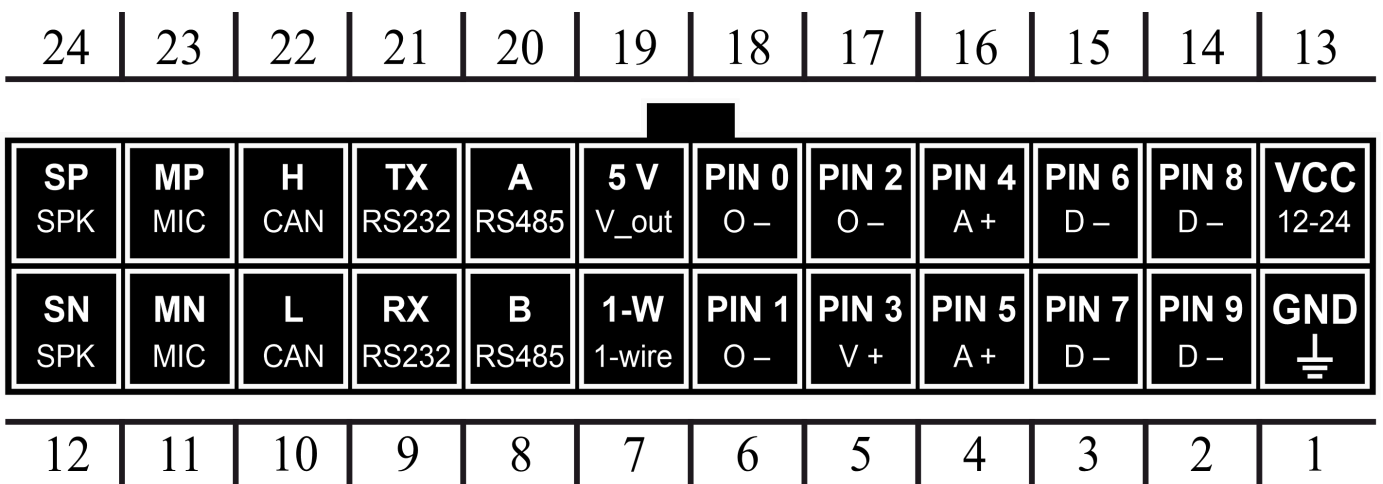 24 23 22 21 20 19 18 17 16 15 14 13
SP MP H TX A 5 V PIN 0 PIN 2 PIN 4 PIN 6 PIN 8 VCC
SPK MIC CAN RS232 RS485 V_out O – O – A + D – D – 12-24
SN MN L RX B 1-W PIN 1 PIN 3 PIN 5 PIN 7 PIN 9 GND
SPK MIC CAN RS232 RS485 1-wire O – V + A + D – D –
12 11 10 9 8 7 6 5 4 3 2 1